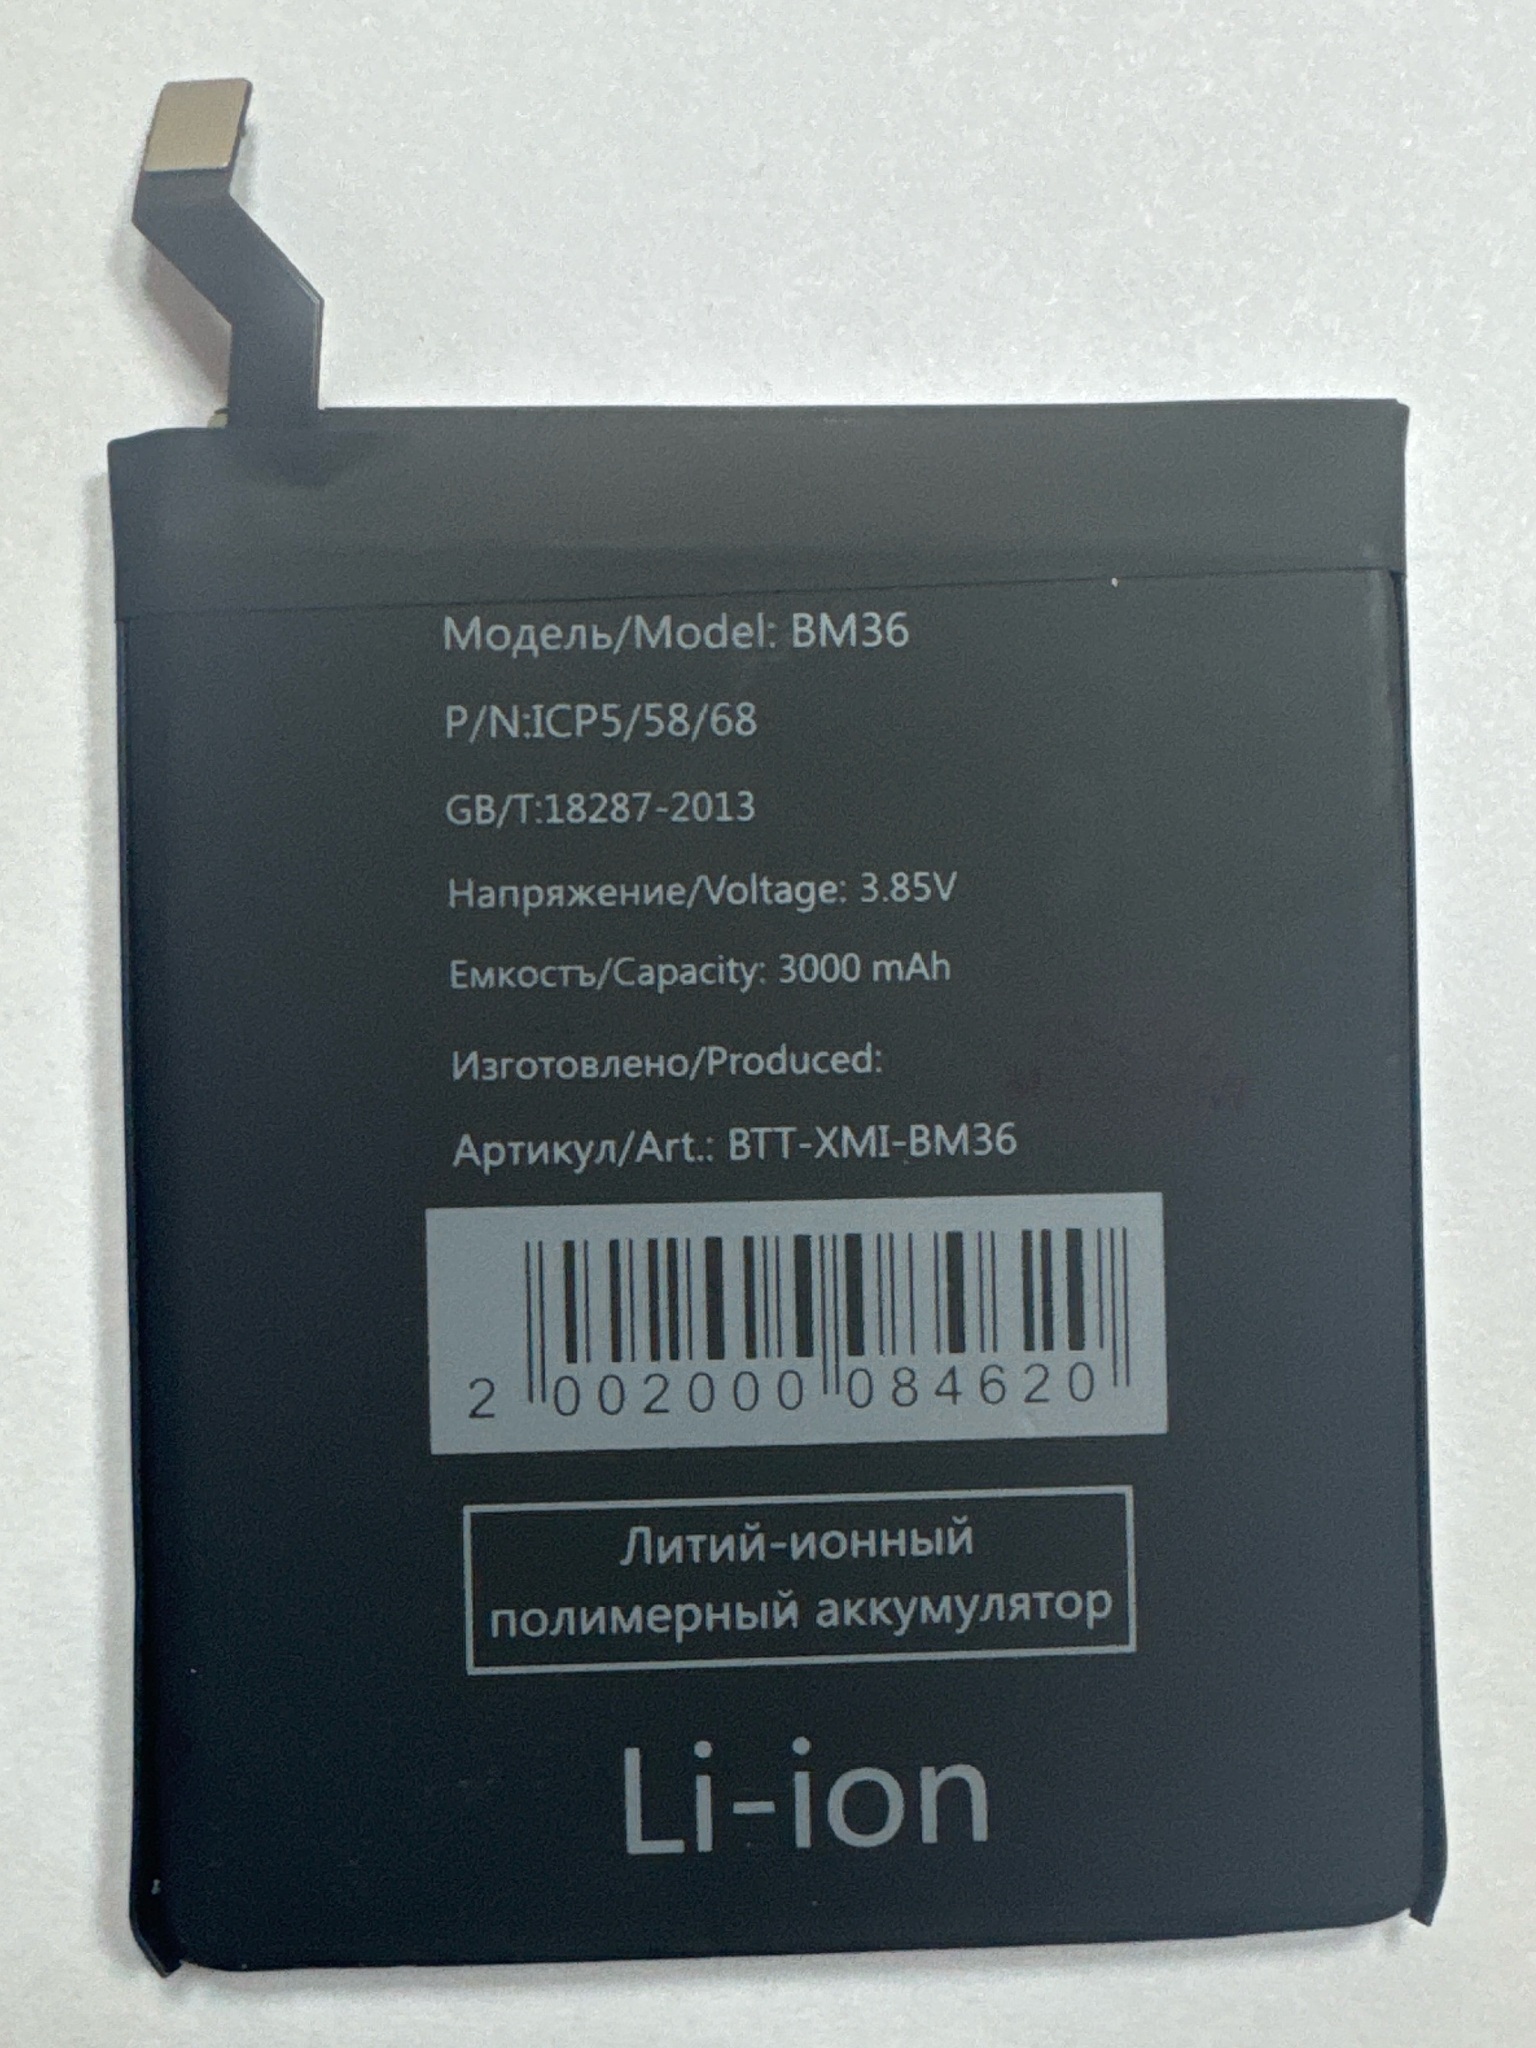 Модель/Model: BM36
P/N:ICP5/58/68
GB/T:18287-2013
Напряжение/Voltage: 3.85V
Емкостъ/Capacity: 3000 mAh
Изготовлено/Produced:
Артикул/Art.: BTT-XMI-BM36
2 002000 084620
Литий-ионный
полимерный аккумулятор
Li-ion